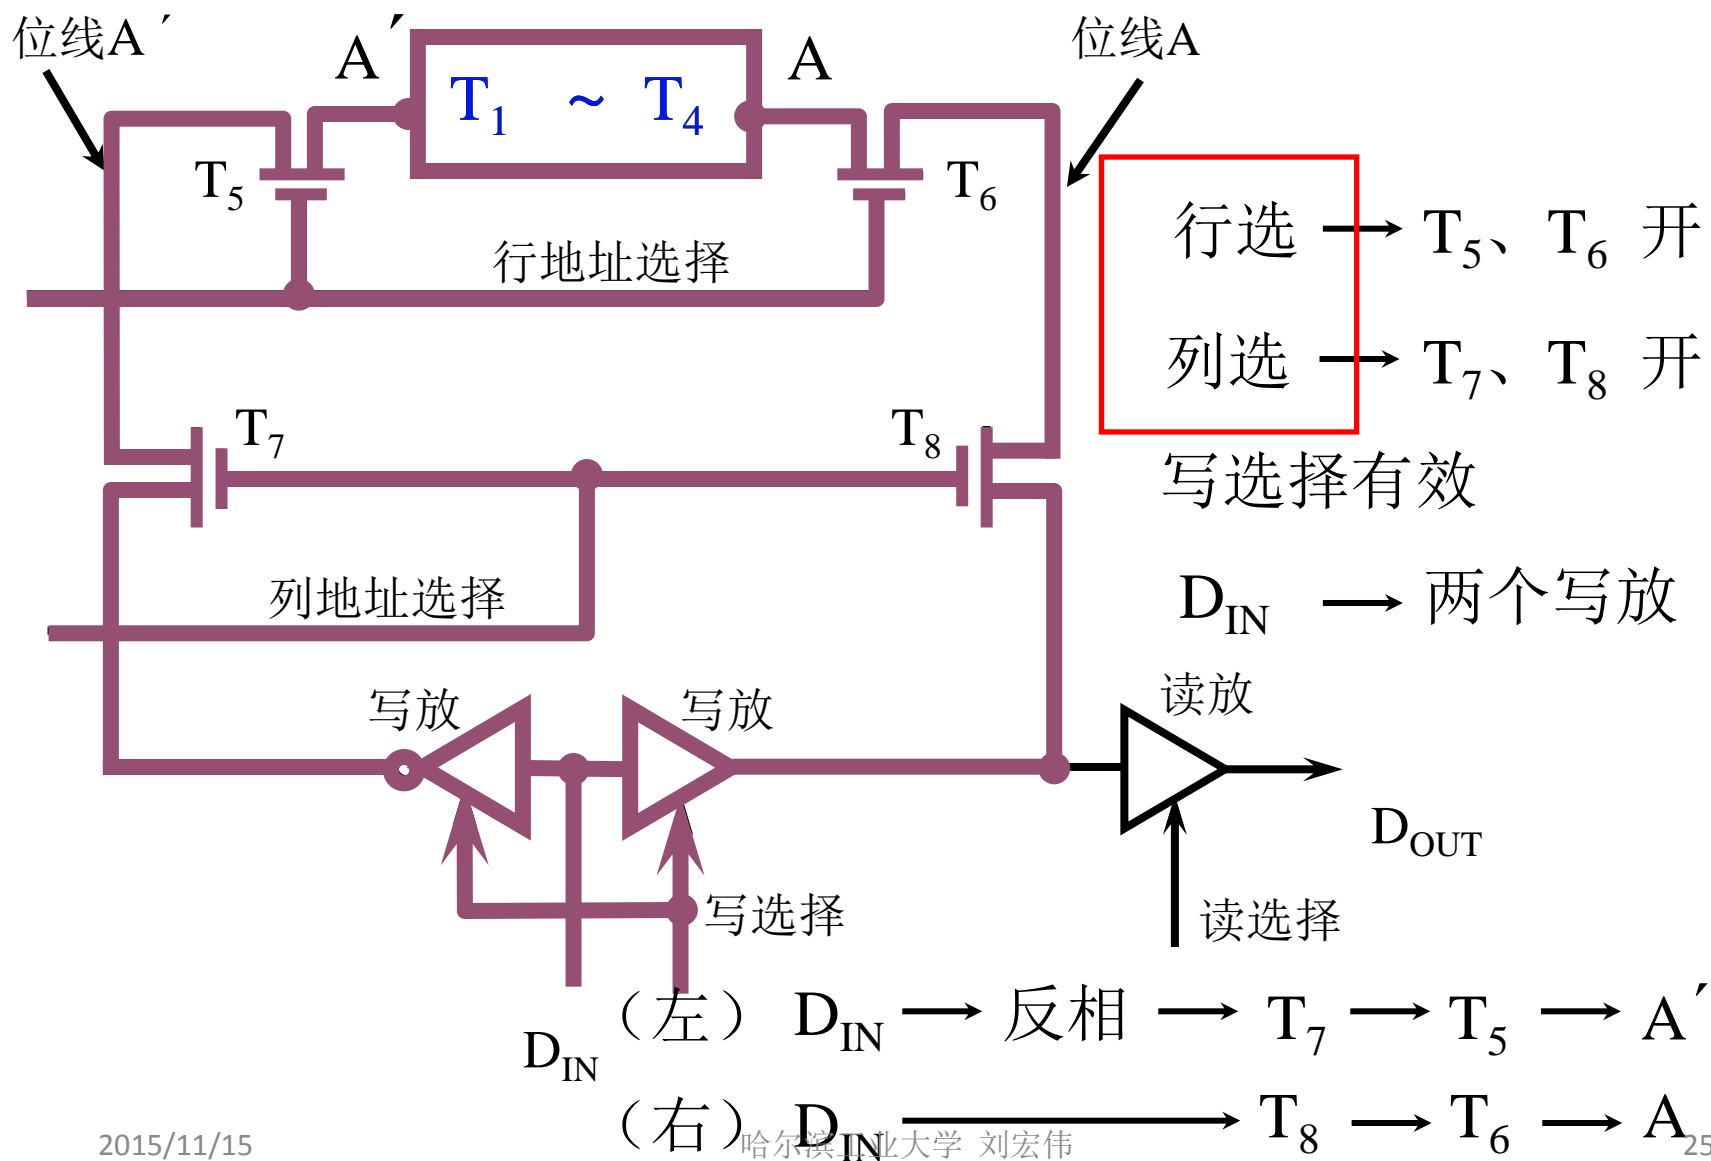 位线A ′
A′
T1 ~ T4
A
位线A
T5
T6
行地址选择
行选 → T5、T6 开
列选 → T7、T8 开
T7
T8
写选择有效
列地址选择
DIN → 两个写放
写放
写放
读放
DOUT
写选择
读选择
DIN
（左） DIN → 反相 → T7 → T5 → A′
（右） DIN → T8 → T6 → A
2015/11/15
哈尔滨工业大学 刘宏伟
25